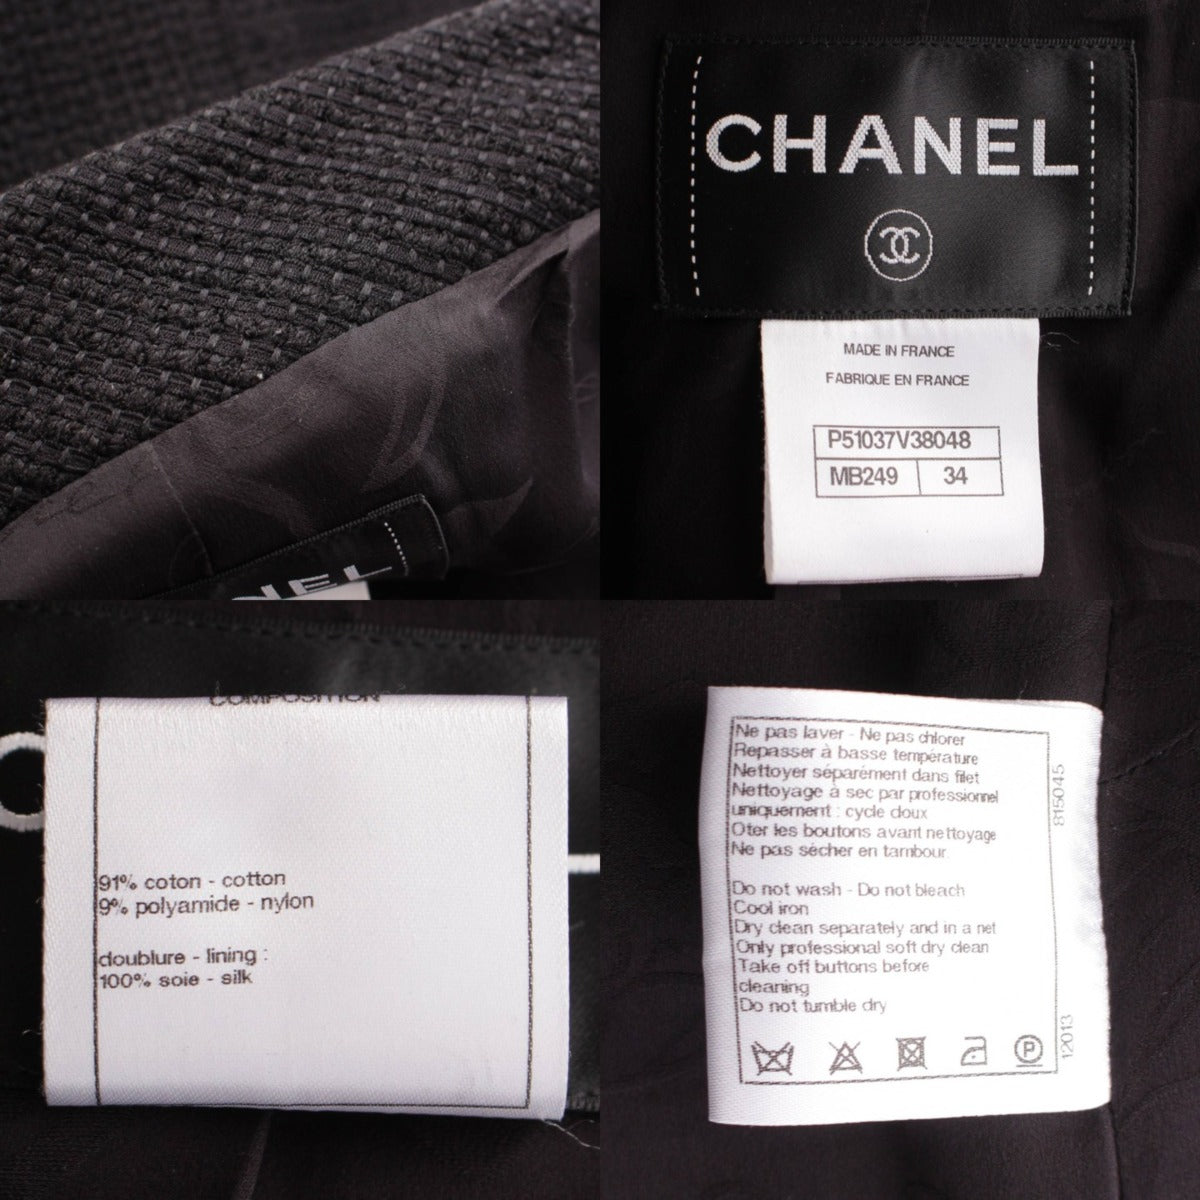 NEL
CHANEL
MADE IN FRANCE
FABRIQUE EN FRANCE
P51037V38048
MB249 34
COMPOSITION
91% coton - cotton
9% polyamide - nylon
doublure - lining :
100% soie - silk
Ne pas laver - Ne pas chlorer
Repasser à basse température
Nettoyer séparément dans filet
Nettoyage à sec par professionnel
uniquement : cycle doux
Oter les boutons avant nettoyage
Ne pas sécher en tambour
Do not wash - Do not bleach
Cool iron
Dry clean separately and in a net
Only professional soft dry clean
Take off buttons before
cleaning
Do not tumble dry
P
815045
12013